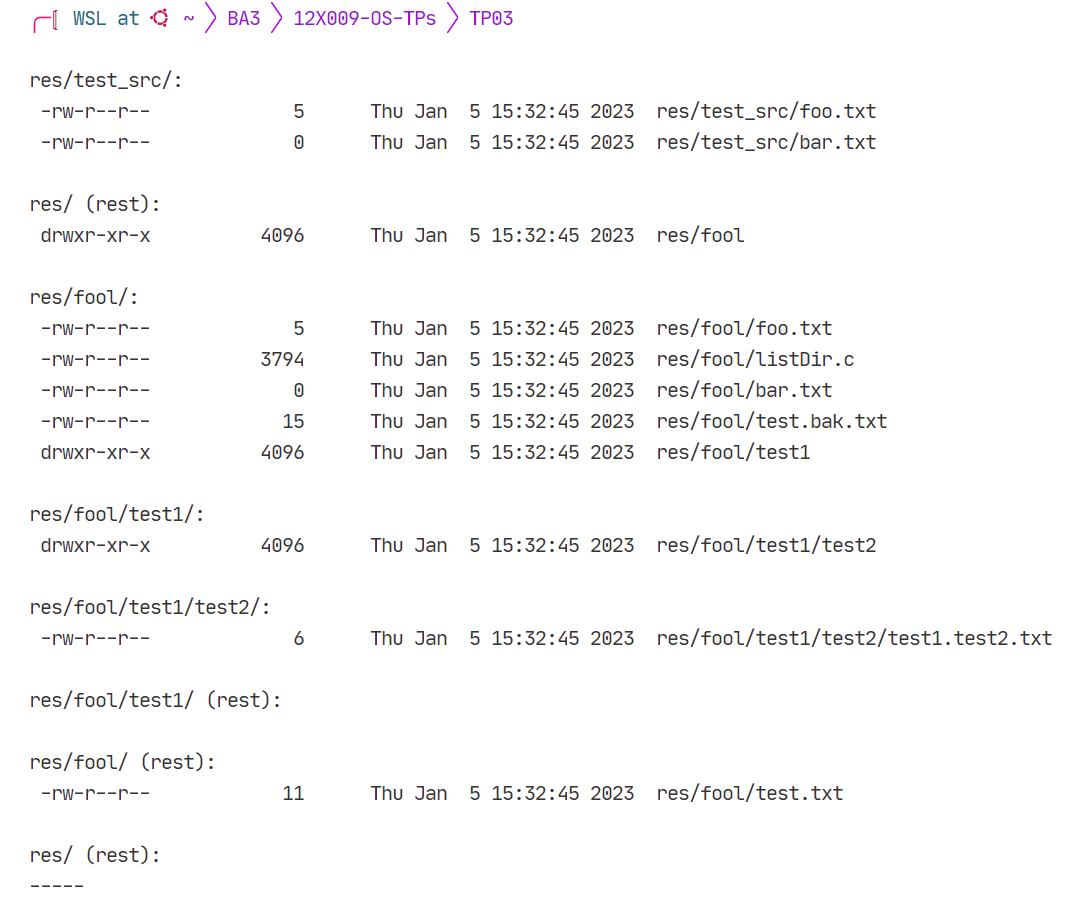 WSL at ~ BA3 12X009-OS-TPs TP03
res/test_src/:
-rw-r--r-- 5 Thu Jan 5 15:32:45 2023 res/test_src/foo.txt
-rw-r--r-- 0 Thu Jan 5 15:32:45 2023 res/test_src/bar.txt
res/ (rest):
drwxr-xr-x 4096 Thu Jan 5 15:32:45 2023 res/fool
res/fool/:
-rw-r--r-- 5 Thu Jan 5 15:32:45 2023 res/fool/foo.txt
-rw-r--r-- 3794 Thu Jan 5 15:32:45 2023 res/fool/listDir.c
-rw-r--r-- 0 Thu Jan 5 15:32:45 2023 res/fool/bar.txt
-rw-r--r-- 15 Thu Jan 5 15:32:45 2023 res/fool/test.bak.txt
drwxr-xr-x 4096 Thu Jan 5 15:32:45 2023 res/fool/test1
res/fool/test1/:
drwxr-xr-x 4096 Thu Jan 5 15:32:45 2023 res/fool/test1/test2
res/fool/test1/test2/:
-rw-r--r-- 6 Thu Jan 5 15:32:45 2023 res/fool/test1/test2/test1.test2.txt
res/fool/test1/ (rest):
res/fool/ (rest):
-rw-r--r-- 11 Thu Jan 5 15:32:45 2023 res/fool/test.txt
res/ (rest):
-----